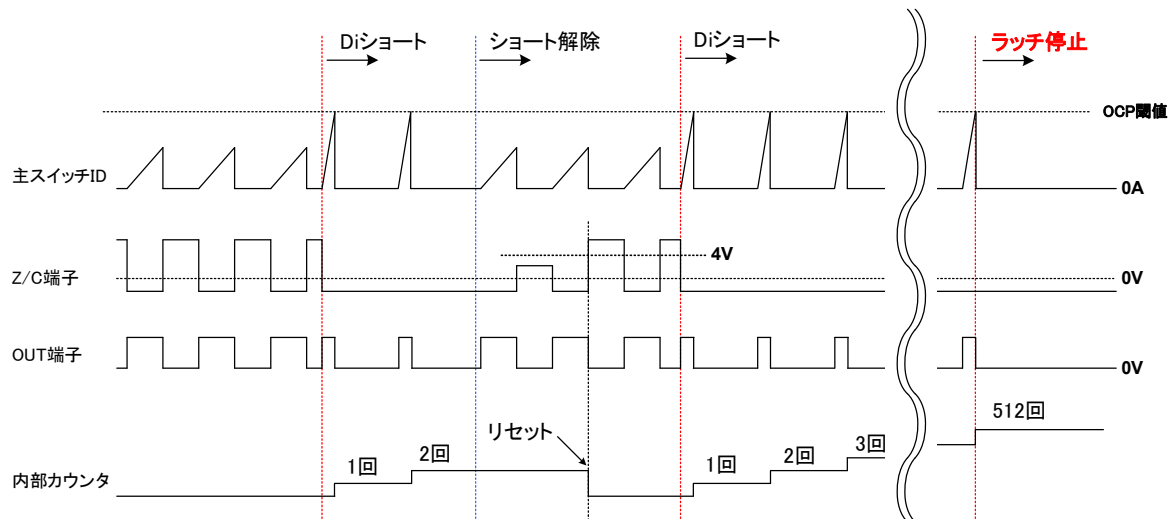 Diショート
ショート解除
Diショート
ラッチ停止
OCP閾値
主スイッチID
0A
4V
Z/C端子
0V
OUT端子
0V
512回
リセット
3回
1回
2回
1回
2回
内部カウンタ